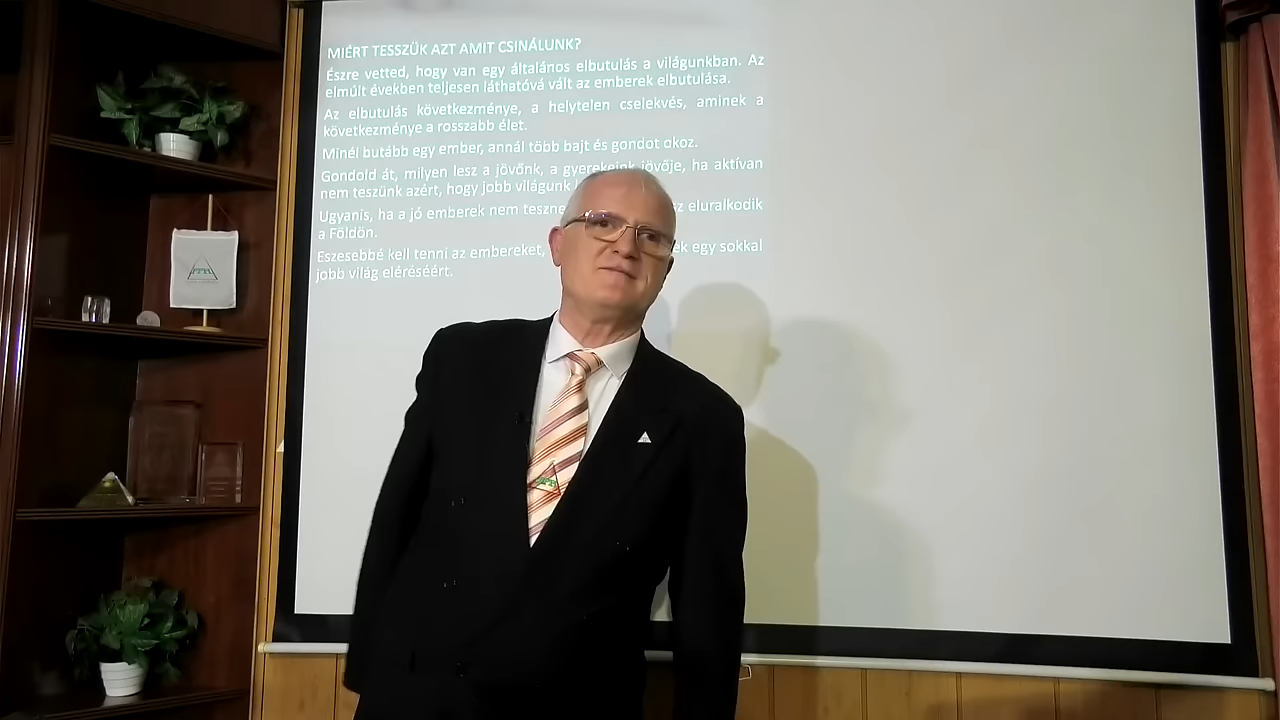 MIÉRT TESSZÜK AZT AMIT CSINÁLUNK?
Észre vetted, hogy van egy általános elbutulás a világunkban. Az
elmúlt években teljesen láthatóvá vált az emberek elbutulása.
Az elbutulás következménye, a helytelen cselekvés, aminek a
következménye a rosszabb élet.
Minél butább egy ember, annál több bajt és gondot okoz.
Gondold át, milyen lesz a jövőnk, a gyerekeink jövője, ha aktívan
nem teszünk azért, hogy jobb világunk
Ugyanis, ha a jó emberek nem eluralkodik
a Földön.
Eszesebbé kell tenni az embereket, egy sokkal
jobb világ eléréséért.